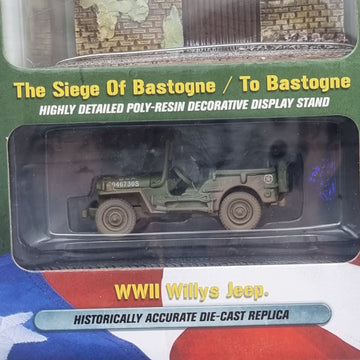 The Siege Of Bastogne / To Bastogne
HIGHLY DETAILED POLY-RESIN DECORATIVE DISPLAY STAND
WWII Willys Jeep.
HISTORICALLY ACCURATE DIE-CAST REPLICA